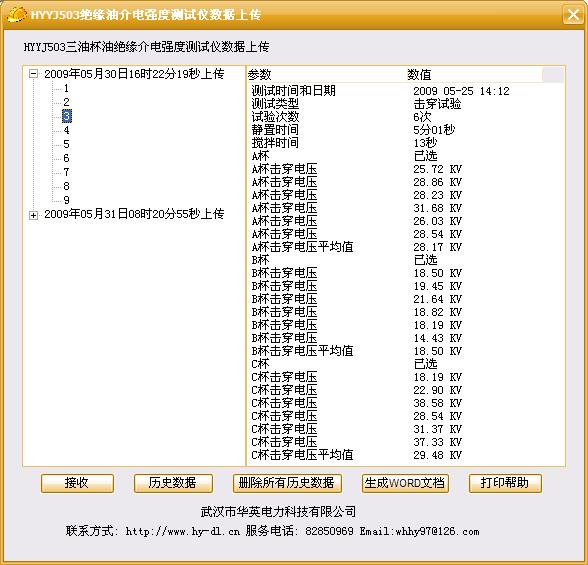 HYYJ503绝缘油介电强度测试仪数据上传
HYYJ503三油杯油绝缘介电强度测试仪数据上传
2009年05月30日16时22分19秒上传
1
2
3
4
5
6
7
8
9
2009年05月31日08时20分55秒上传
参数 数值
测试时间和日期 2009 05-25 14:12
测试类型 击穿试验
试验次数 6次
静置时间 5分01秒
搅拌时间 13秒
A杯 已选
A杯击穿电压 25.72 KV
A杯击穿电压 28.86 KV
A杯击穿电压 28.23 KV
A杯击穿电压 31.68 KV
A杯击穿电压 26.03 KV
A杯击穿电压 28.54 KV
A杯击穿电压平均值 28.17 KV
B杯 已选
B杯击穿电压 18.50 KV
B杯击穿电压 19.45 KV
B杯击穿电压 21.64 KV
B杯击穿电压 18.82 KV
B杯击穿电压 18.19 KV
B杯击穿电压 14.43 KV
B杯击穿电压平均值 18.50 KV
C杯 已选
C杯击穿电压 18.19 KV
C杯击穿电压 22.90 KV
C杯击穿电压 38.58 KV
C杯击穿电压 28.54 KV
C杯击穿电压 31.37 KV
C杯击穿电压 37.33 KV
C杯击穿电压平均值 29.48 KV
接收 历史数据 删除所有历史数据 生成WORD文档 打印帮助
武汉市华英电力科技有限公司
联系方式: http://www.hy-dl.cn 服务电话: 82850969 Email:whhy97@126.com